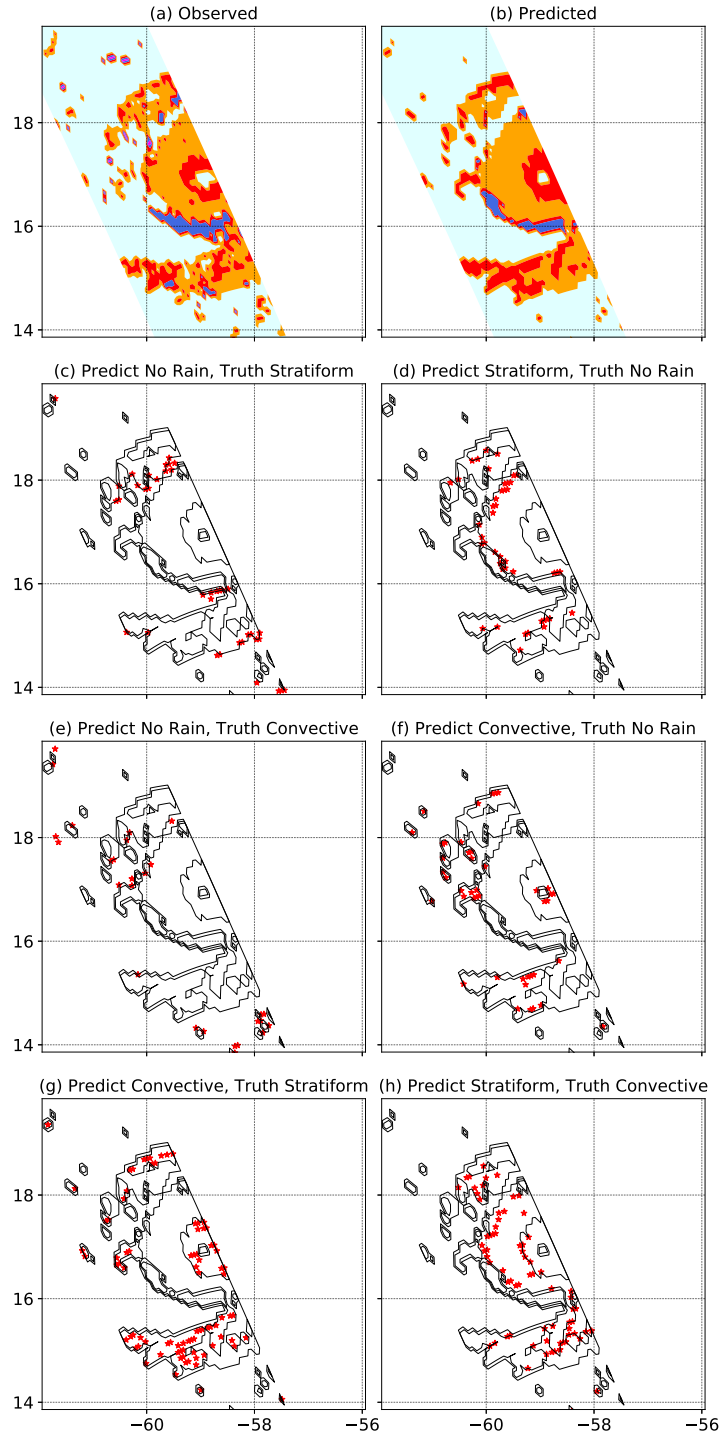 (a) Observed
(b) Predicted
18
16
14
(c) Predict No Rain, Truth Stratiform
(d) Predict Stratiform, Truth No Rain
18
16
14
(e) Predict No Rain, Truth Convective
(f) Predict Convective, Truth No Rain
18
16
14
(g) Predict Convective, Truth Stratiform
(h) Predict Stratiform, Truth Convective
18
16
14
−60 −58 −56
−60 −58 −56